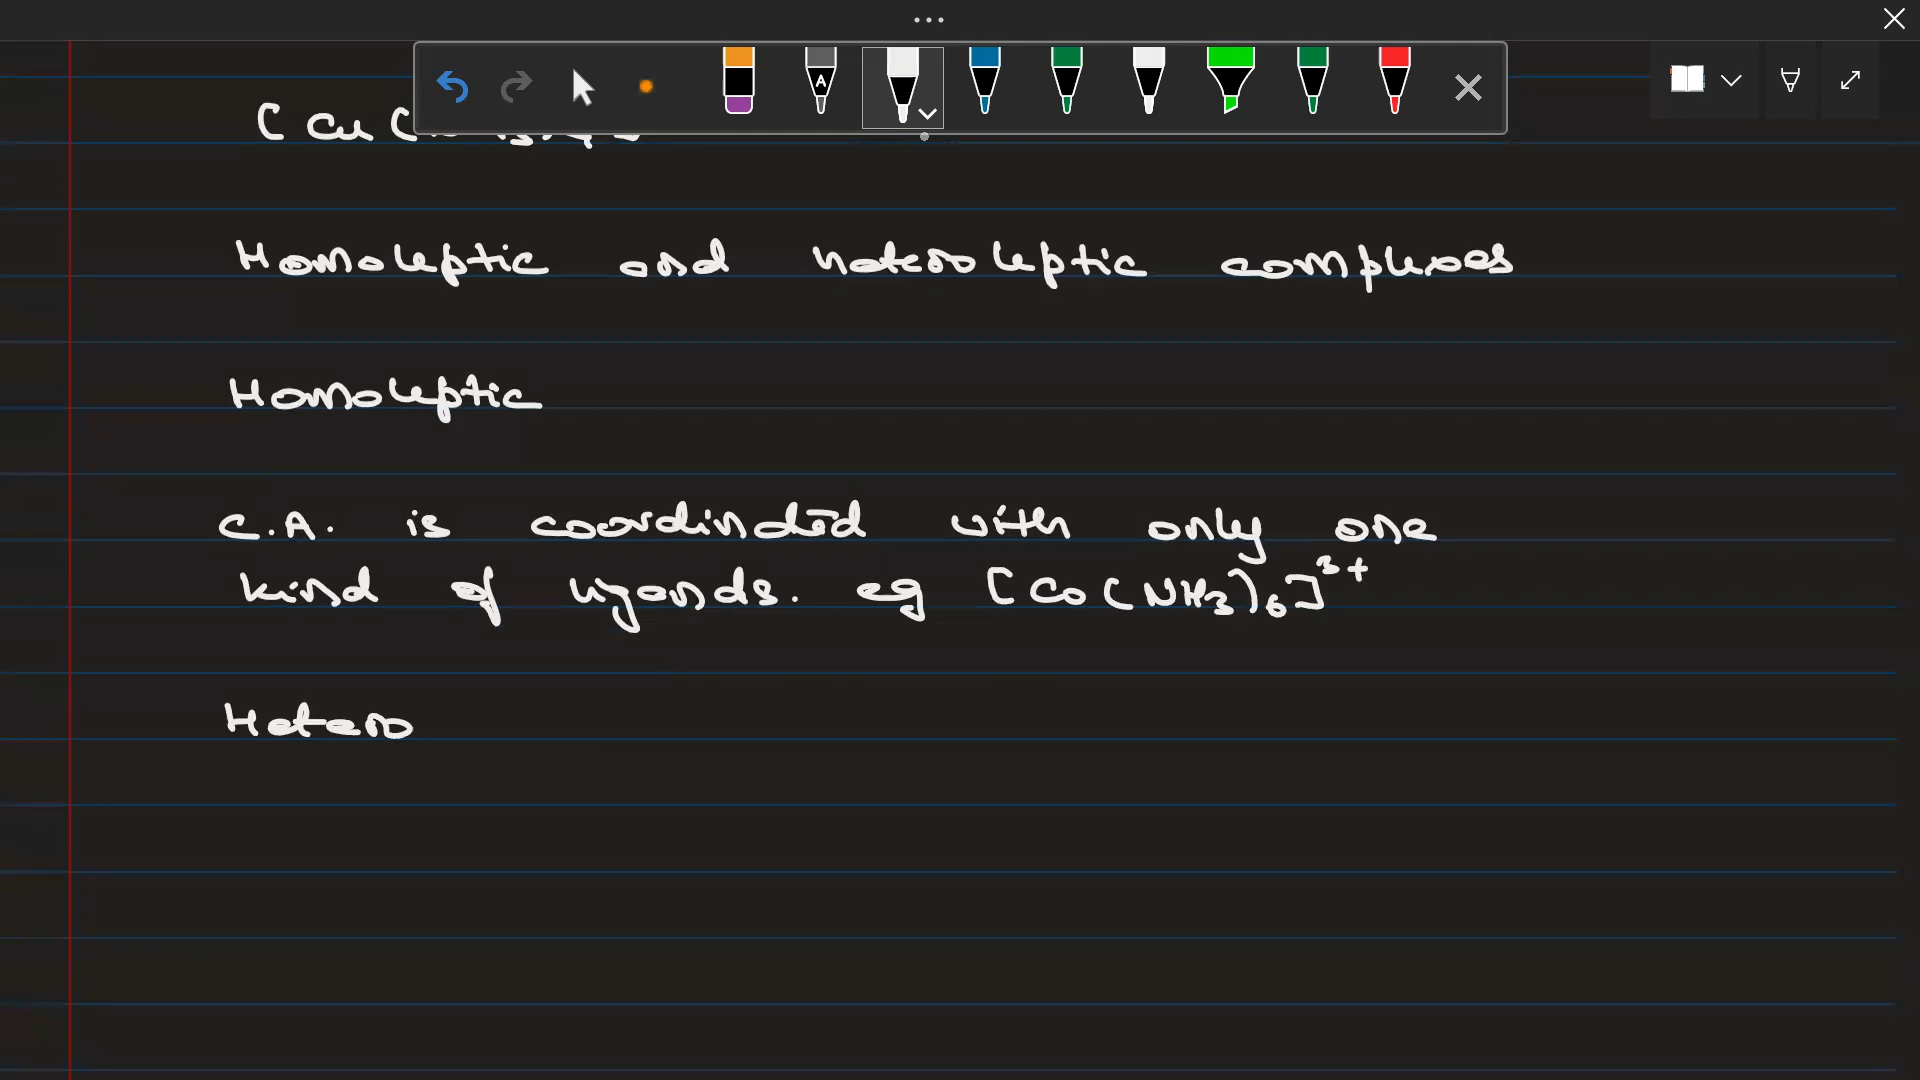 [Cu(
Homoleptic and heteroleptic complexes
Homoleptic
C.A. is coordinated with only one
kind of ligands. eg [Co(NH3)6]3+
Hetero